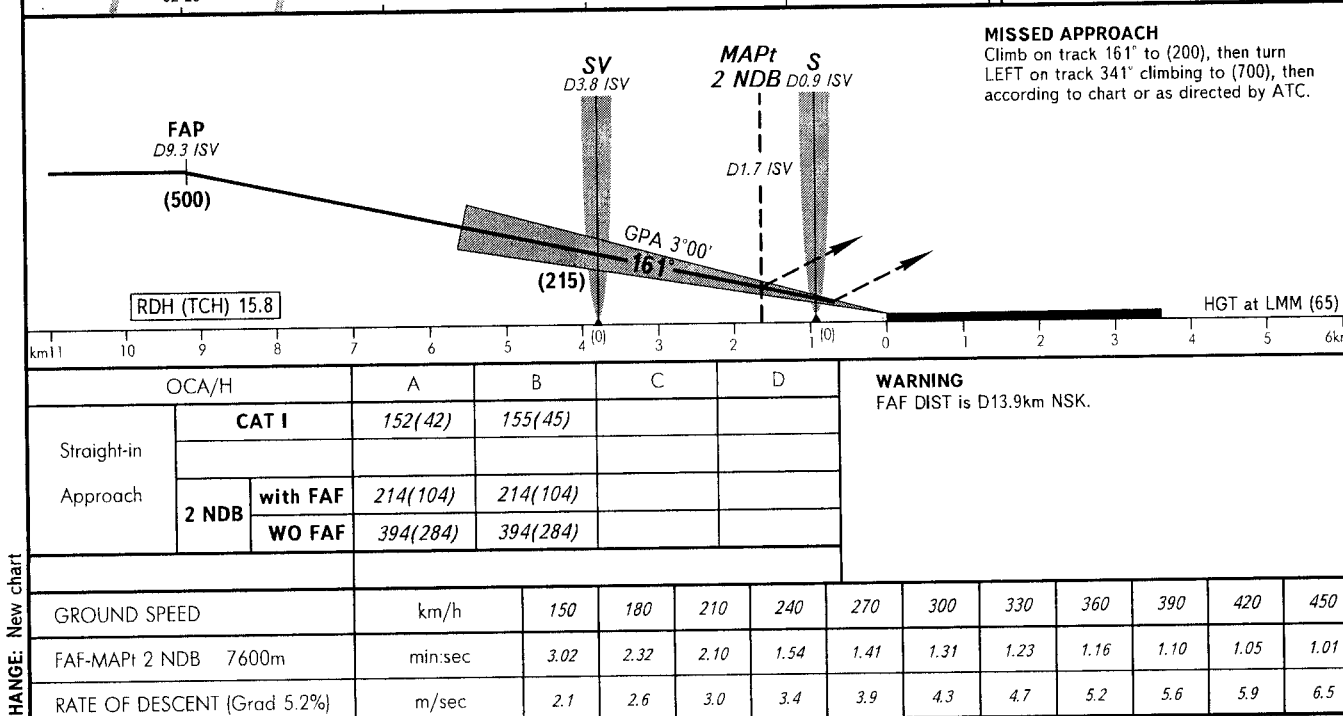 MISSED APPROACH
Climb on track 161° to (200), then turn
LEFT on track 341° climbing to (700), then
according to chart or as directed by ATC.
SV
D3.8 ISV
MAPt
2 NDB
S
D0.9 ISV
FAP
D9.3 ISV
(500)
D1.7 ISV
GPA 3°00'
161°
(215)
RDH (TCH) 15.8
HGT at LMM (65)
km11 10 9 8 7 6 5 4 (0) 3 2 1 (0) 0 1 2 3 4 5 6km
OCA/H A B C D
Straight-in
Approach
CAT I 152(42) 155(45)
2 NDB
with FAF 214(104) 214(104)
WO FAF 394(284) 394(284)
WARNING
FAF DIST is D13.9km NSK.
GROUND SPEED km/h 150 180 210 240 270 300 330 360 390 420 450
FAF-MAPt 2 NDB 7600m min:sec 3.02 2.32 2.10 1.54 1.41 1.31 1.23 1.16 1.10 1.05 1.01
RATE OF DESCENT (Grad 5.2%) m/sec 2.1 2.6 3.0 3.4 3.9 4.3 4.7 5.2 5.6 5.9 6.5
HANGE: New chart